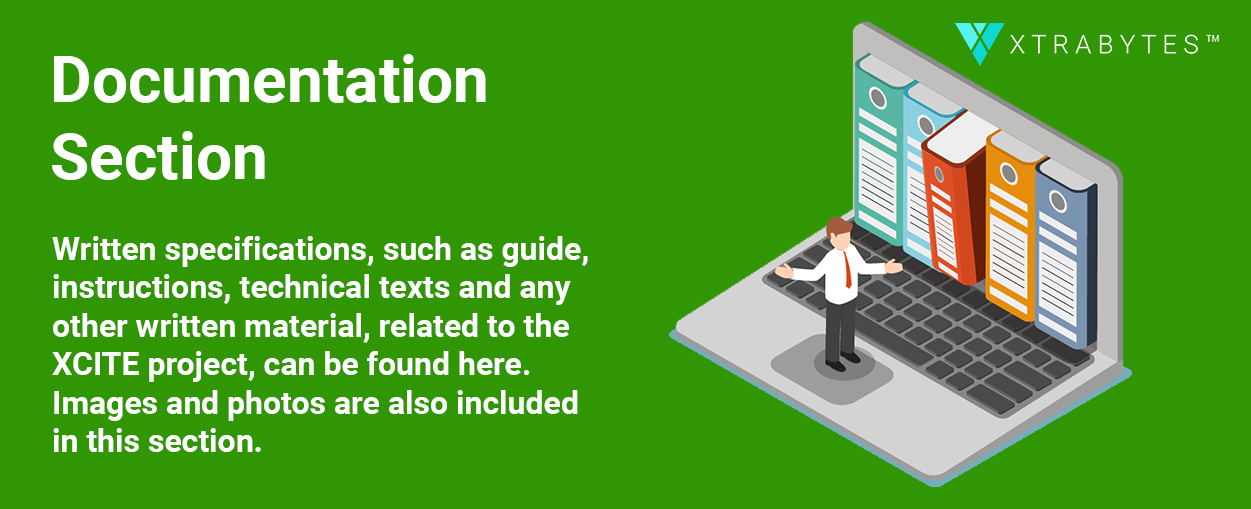 Documentation
Section
Written specifications, such as guide,
instructions, technical texts and any
other written material, related to the
XCITE project, can be found here.
Images and photos are also included
in this section.
XTRABYTES™